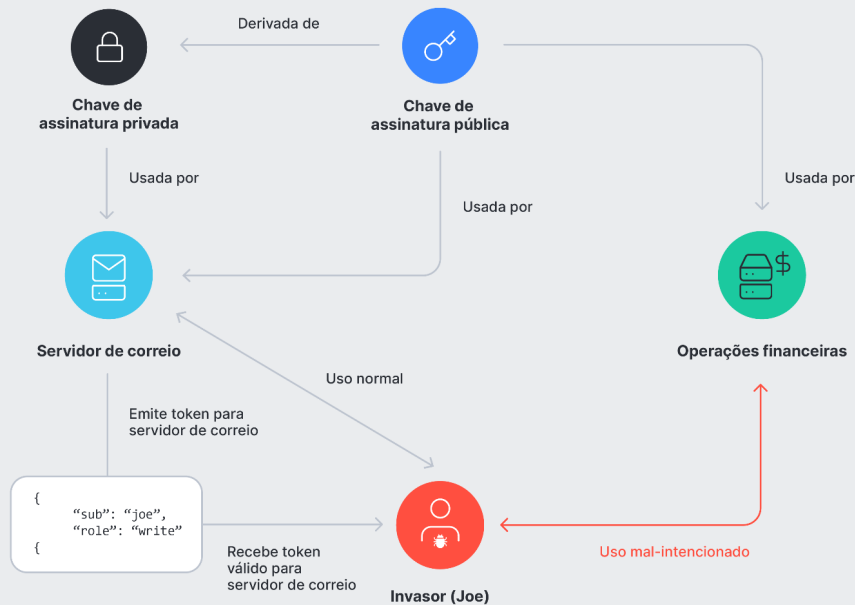 Derivada de
Chave de
assinatura privada
Chave de
assinatura pública
Usada por
Usada por
Usada por
Servidor de correio
Operações financeiras
Uso normal
Emite token para
servidor de correio
{
“sub”: “joe”,
“role”: “write”
{
Recebe token
válido para
servidor de correio
Uso mal-intencionado
Invasor (Joe)